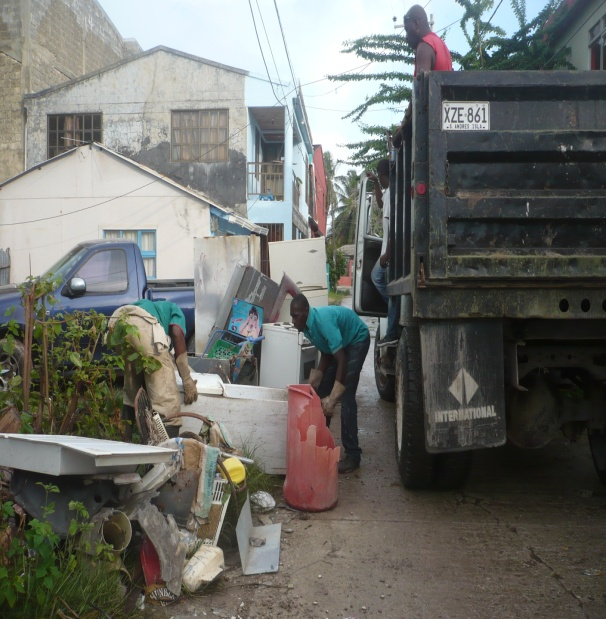 XZE 861
S. ANDRES ISLA
INTERNATIONAL